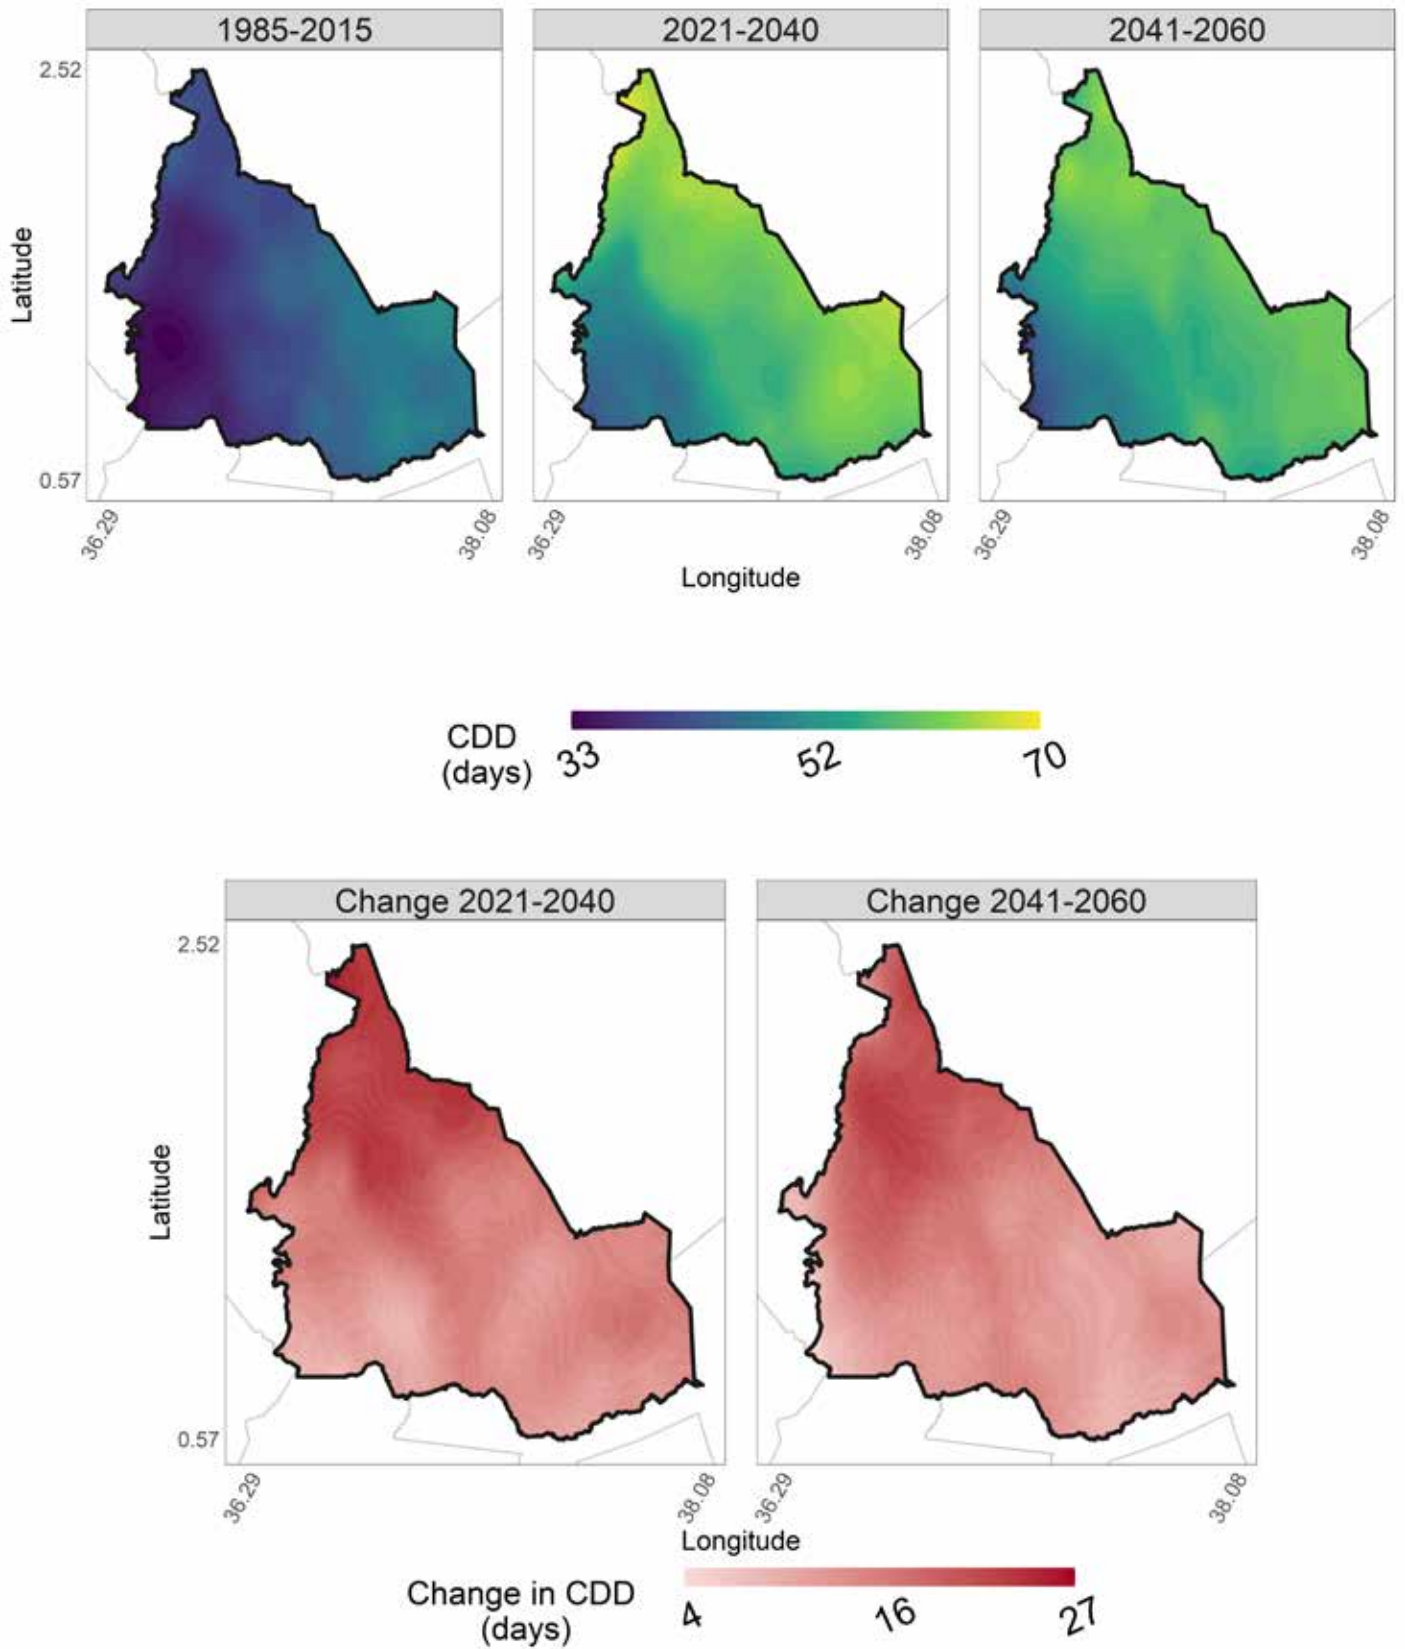 1985-2015 2021-2040 2041-2060
2.52
Latitude
0.57
36.29 38.08 36.29 38.08 36.29 38.08
Longitude
CDD
(days)
33 52 70
Change 2021-2040 Change 2041-2060
2.52
Latitude
0.57
36.29 38.08 36.29 38.08
Longitude
Change in CDD
(days)
4 16 27